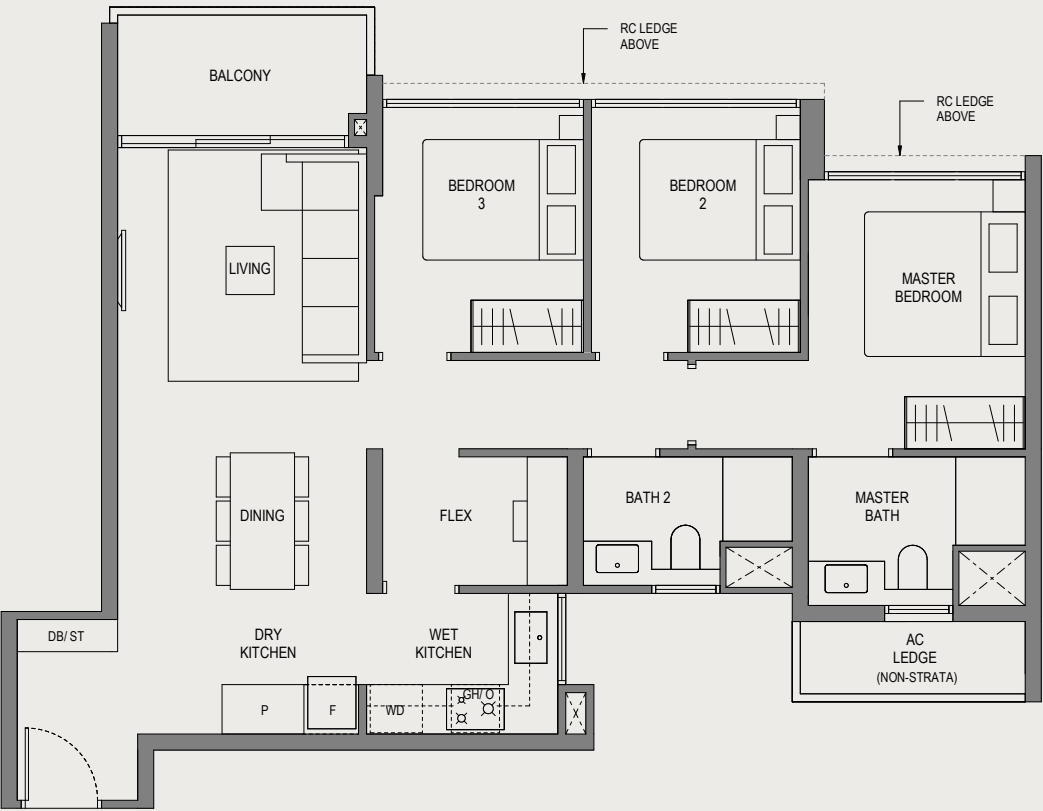 RC LEDGE
ABOVE
BALCONY
RC LEDGE
ABOVE
BEDROOM
3
BEDROOM
2
LIVING
MASTER
BEDROOM
DINING
FLEX
BATH 2
MASTER
BATH
DB/ ST
DRY
KITCHEN
WET
KITCHEN
AC
LEDGE
(NON-STRATA)
P
F
WD
GH/ O
X